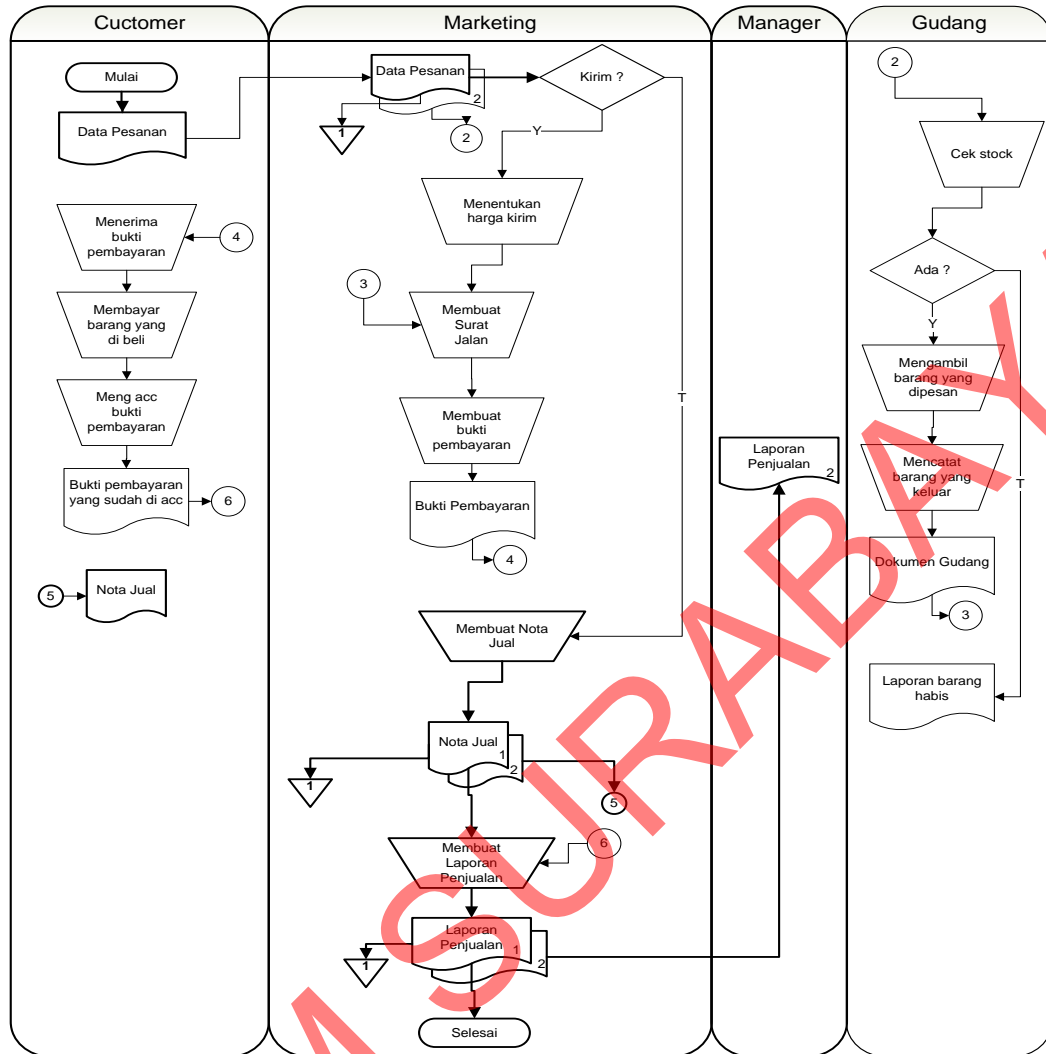 Cuctomer
Marketing
Manager
Gudang
Mulai
Data Pesanan
4
Menerima
bukti
pembayaran
Membayar
barang yang
di beli
Meng acc
bukti
pembayaran
Bukti pembayaran
yang sudah di acc
6
5
Nota Jual
Data Pesanan
2
1
2
Kirim ?
Y
T
Menentukan
harga kirim
3
Membuat
Surat
Jalan
Membuat
bukti
pembayaran
Bukti Pembayaran
4
Membuat Nota
Jual
Nota Jual
1
2
1
5
Membuat
Laporan
Penjualan
6
Laporan
Penjualan
1
2
1
Selesai
Laporan
Penjualan
2
2
Cek stock
Ada ?
Y
T
Mengambil
barang yang
dipesan
Mencatat
barang yang
keluar
Dokumen Gudang
3
Laporan barang
habis
M SURABAY